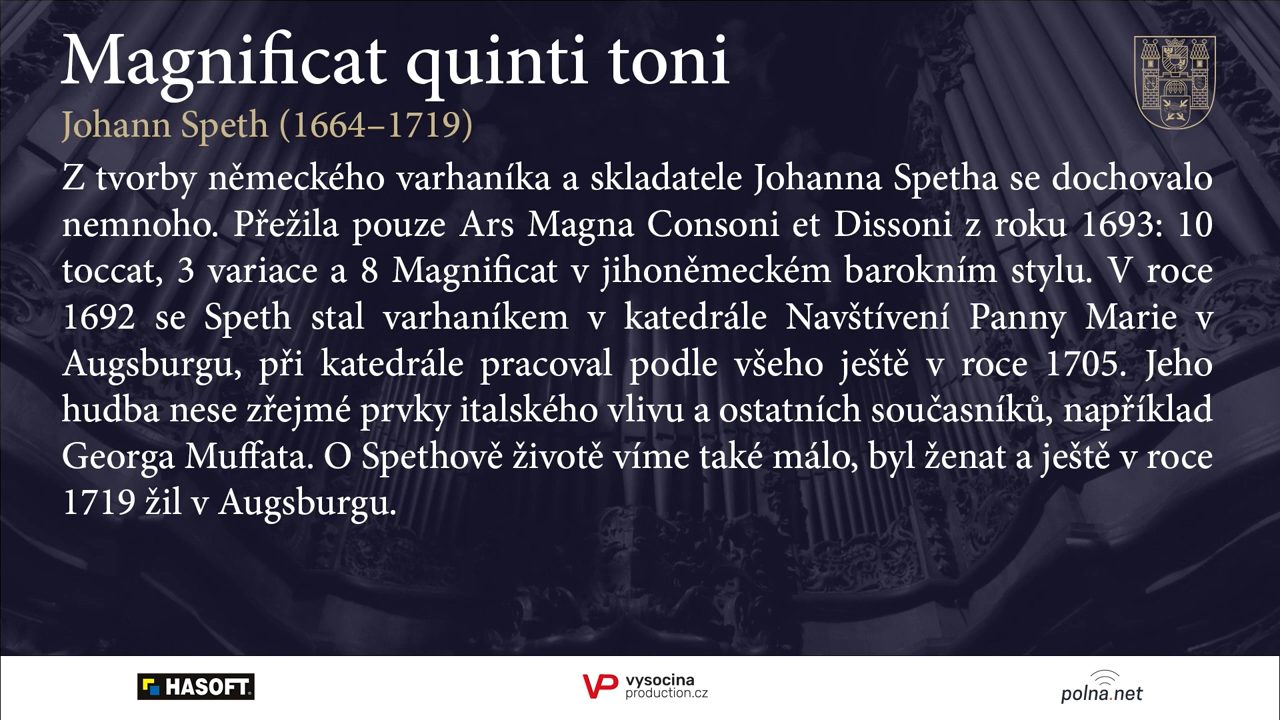 Magnificat quinti toni
Johann Speth (1664–1719)
Z tvorby německého varhaníka a skladatele Johanna Spetha se dochovalo
nemnoho. Přežila pouze Ars Magna Consoni et Dissoni z roku 1693: 10
toccat, 3 variace a 8 Magnificat v jihoněmeckém barokním stylu. V roce
1692 se Speth stal varhaníkem v katedrále Navštívení Panny Marie v
Augsburgu, při katedrále pracoval podle všeho ještě v roce 1705. Jeho
hudba nese zřejmé prvky italského vlivu a ostatních současníků, například
Georga Muffata. O Spethově životě víme také málo, byl ženat a ještě v roce
1719 žil v Augsburgu.
HASOFT.
VP vysocina
production.cz
polna.net